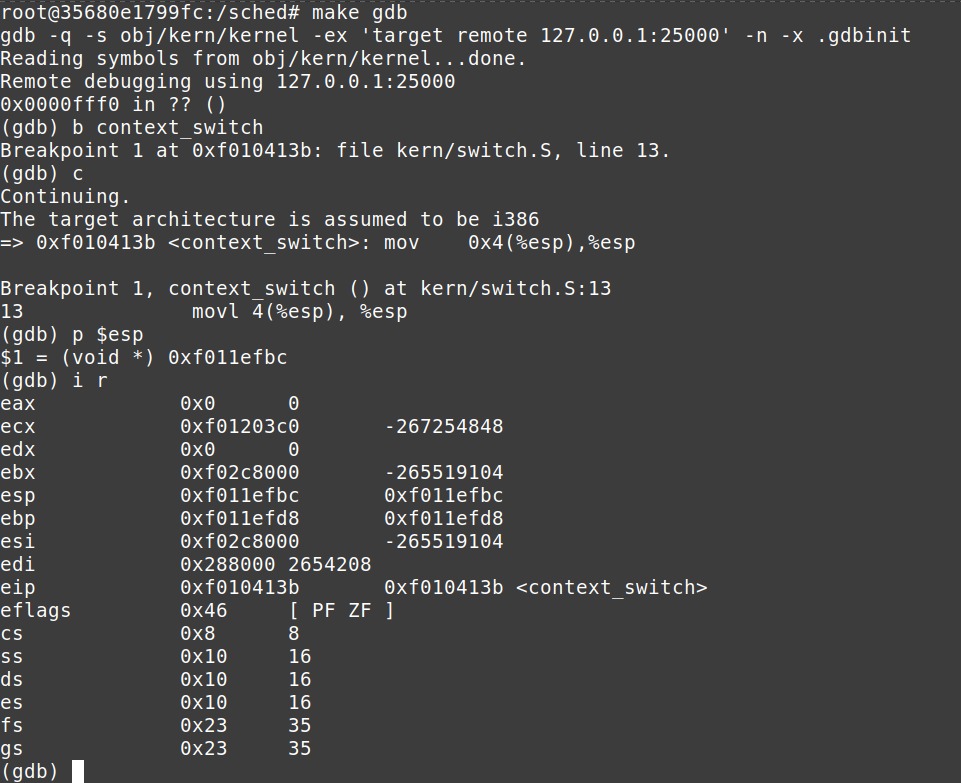 root@35680e1799fc:/sched# make gdb
gdb -q -s obj/kern/kernel -ex 'target remote 127.0.0.1:25000' -n -x .gdbinit
Reading symbols from obj/kern/kernel...done.
Remote debugging using 127.0.0.1:25000
0x0000fff0 in ?? ()
(gdb) b context_switch
Breakpoint 1 at 0xf010413b: file kern/switch.S, line 13.
(gdb) c
Continuing.
The target architecture is assumed to be i386
=> 0xf010413b <context_switch>: mov    0x4(%esp),%esp

Breakpoint 1, context_switch () at kern/switch.S:13
13              movl 4(%esp), %esp
(gdb) p $esp
$1 = (void *) 0xf011efbc
(gdb) i r
eax            0x0      0
ecx            0xf01203c0       -267254848
edx            0x0      0
ebx            0xf02c8000       -265519104
esp            0xf011efbc       0xf011efbc
ebp            0xf011efd8       0xf011efd8
esi            0xf02c8000       -265519104
edi            0x288000 2654208
eip            0xf010413b       0xf010413b <context_switch>
eflags         0x46     [ PF ZF ]
cs             0x8      8
ss             0x10     16
ds             0x10     16
es             0x10     16
fs             0x23     35
gs             0x23     35
(gdb)